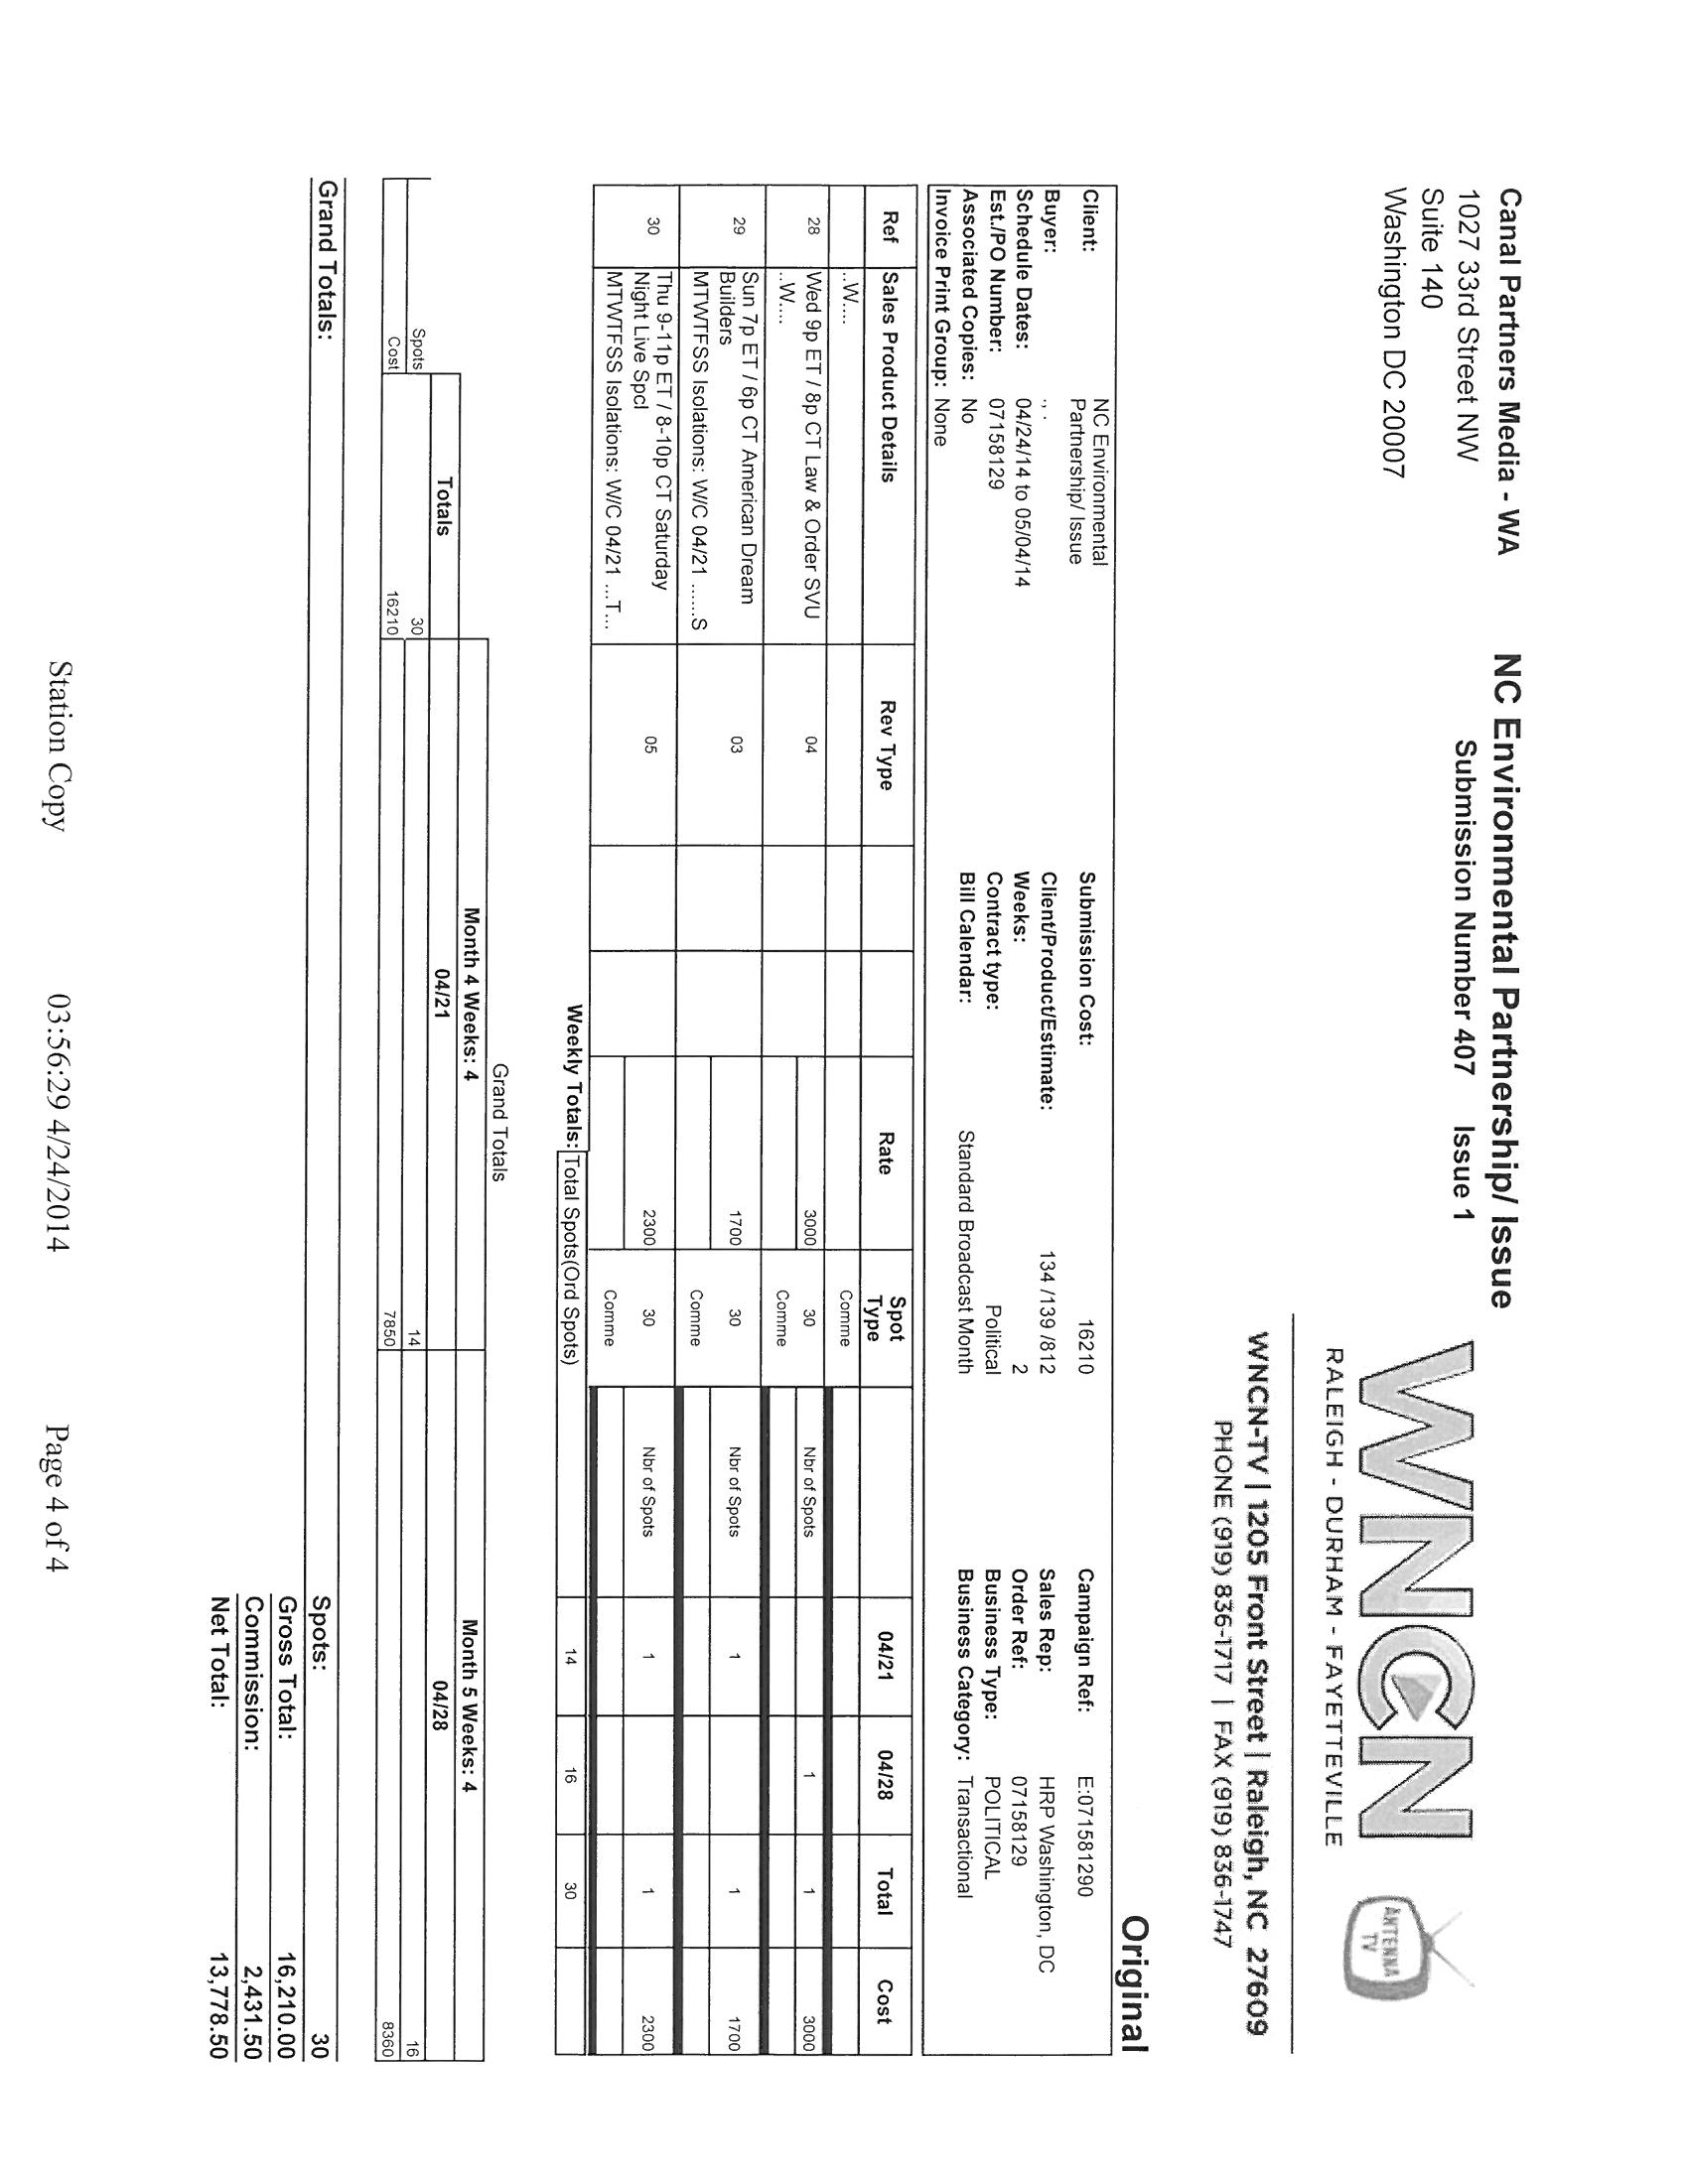 Canal Partners Media - WA
1027 33rd Street NW
Suite 140
Washington DC 20007
NC Environmental Partnership/ Issue
Submission Number 407 Issue 1
WNCN
RALEIGH - DURHAM - FAYETTEVILLE
ANTENNA
TV
WNCN-TV | 1205 Front Street | Raleigh, NC 27609
PHONE (919) 836-1717 | FAX (919) 836-1747
Original
Client: NC Environmental
Partnership/ Issue
Buyer: ., .
Schedule Dates: 04/24/14 to 05/04/14
Est./PO Number: 07158129
Associated Copies: No
Invoice Print Group: None
Submission Cost: 16210
Client/Product/Estimate: 134 /139 /812
Weeks: 2
Contract type: Political
Bill Calendar: Standard Broadcast Month
Campaign Ref: E:071581290
Sales Rep: HRP Washington, DC
Order Ref: 07158129
Business Type: POLITICAL
Business Category: Transactional
Ref Sales Product Details Rev Type Rate Spot Type 04/21 04/28 Total Cost
..W.... Comme
28 Wed 9p ET / 8p CT Law & Order SVU 04 3000 30 Nbr of Spots 1 1 3000
..W.... Comme
29 Sun 7p ET / 6p CT American Dream 03 1700 30 Nbr of Spots 1 1 1700
Builders
MTWTFSS Isolations: W/C 04/21 ......S Comme
30 Thu 9-11p ET / 8-10p CT Saturday 05 2300 30 Nbr of Spots 1 1 2300
Night Live Spcl
MTWTFSS Isolations: W/C 04/21 ...T... Comme
Weekly Totals: Total Spots(Ord Spots) 14 16 30
Grand Totals
Month 4 Weeks: 4 Month 5 Weeks: 4
Totals 04/21 04/28
Spots 30 14 16
Cost 16210 7850 8360
Grand Totals:
Spots: 30
Gross Total: 16,210.00
Commission: 2,431.50
Net Total: 13,778.50
Station Copy 03:56:29 4/24/2014 Page 4 of 4